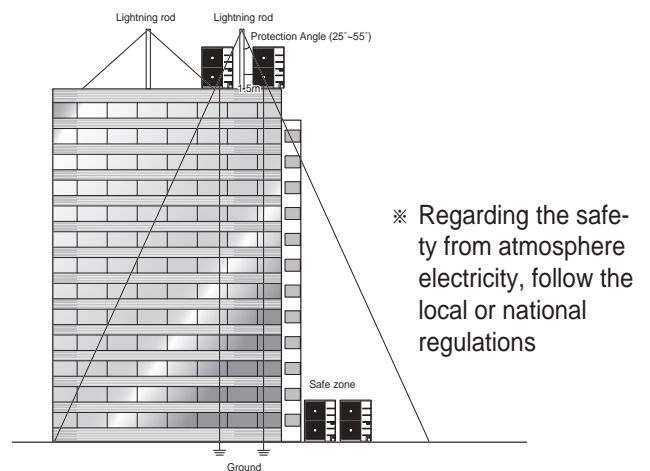 Lightning rod Lightning rod
Protection Angle (25˚~55˚)
1.5m
※ Regarding the safe-
ty from atmosphere
electricity, follow the
local or national
regulations
Safe zone
Ground